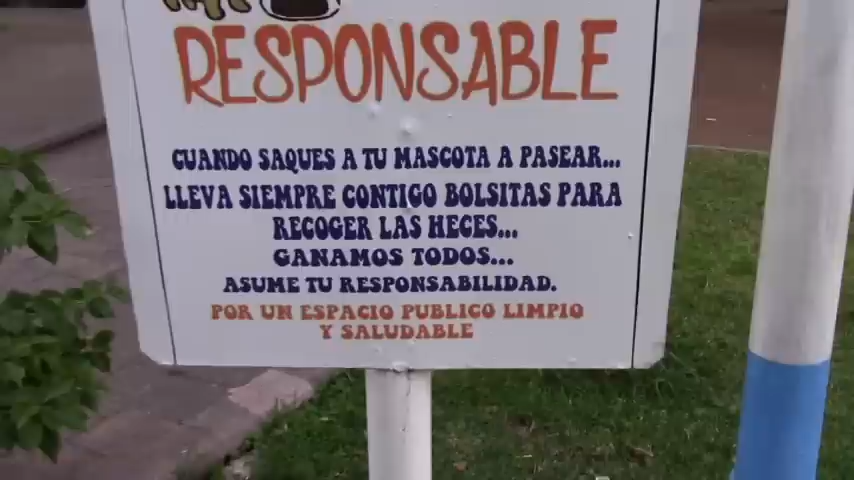 RESPONSABLE
CUANDO SAQUES A TU MASCOTA A PASEAR...
LLEVA SIEMPRE CONTIGO BOLSITAS PARA
RECOGER LAS HECES...
GANAMOS TODOS...
ASUME TU RESPONSABILIDAD.
POR UN ESPACIO PUBLICO LIMPIO
Y SALUDABLE